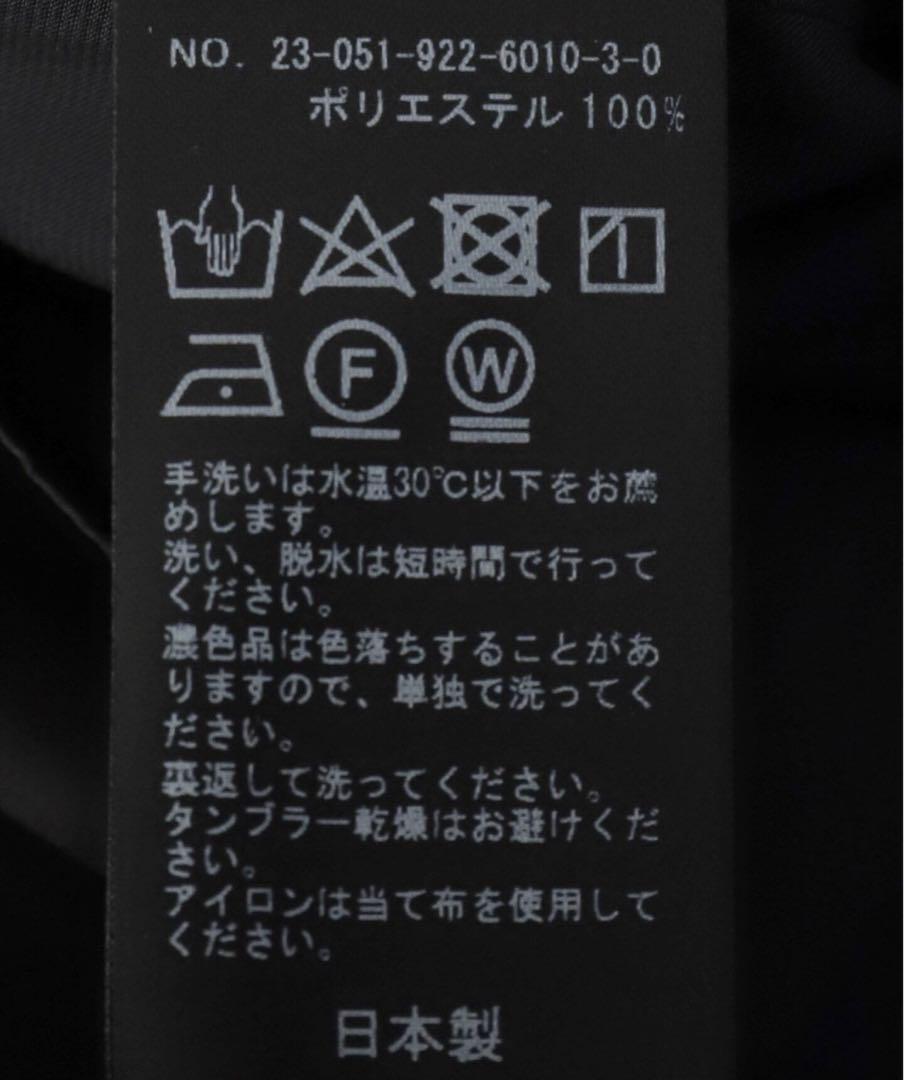 NO. 23-051-922-6010-3-0
ポリエステル 100%
F W
手洗いは水温30℃以下をお薦
めします。
洗い、脱水は短時間で行って
ください。
濃色品は色落ちすることがあ
りますので、単独で洗ってく
ださい。
裏返して洗ってください。
タンブラー乾燥はお避けくだ
さい。
アイロンは当て布を使用して
ください。
日本製